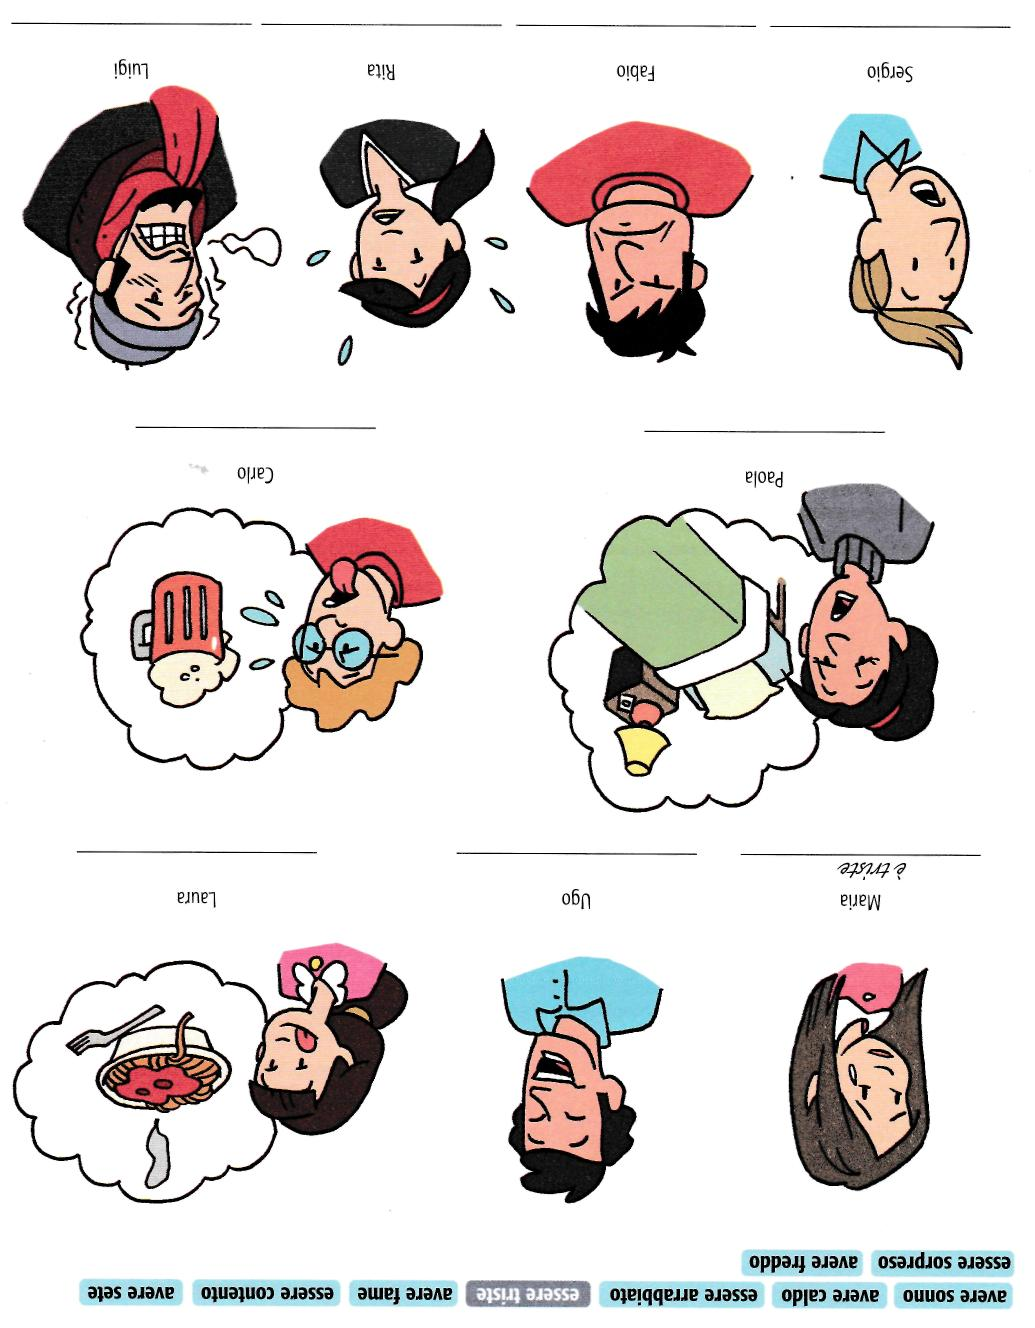 avere sonno avere caldo essere arrabbiato essere triste avere fame essere contento avere sete
essere sorpreso avere freddo
Maria Ugo Laura
è triste
Paola Carlo
Sergio Fabio Rita Luigi